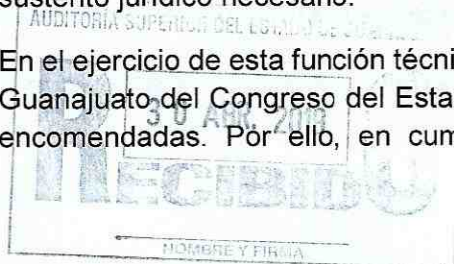 sustento jurídico necesario.
AUDITORÍA SUPERIOR DEL ESTADO DE
En el ejercicio de esta función técni
Guanajuato del Congreso del Esta
30 ABR.
encomendadas. Por ello, en cum
RECIBIDO
NOMBRE Y FIRMA